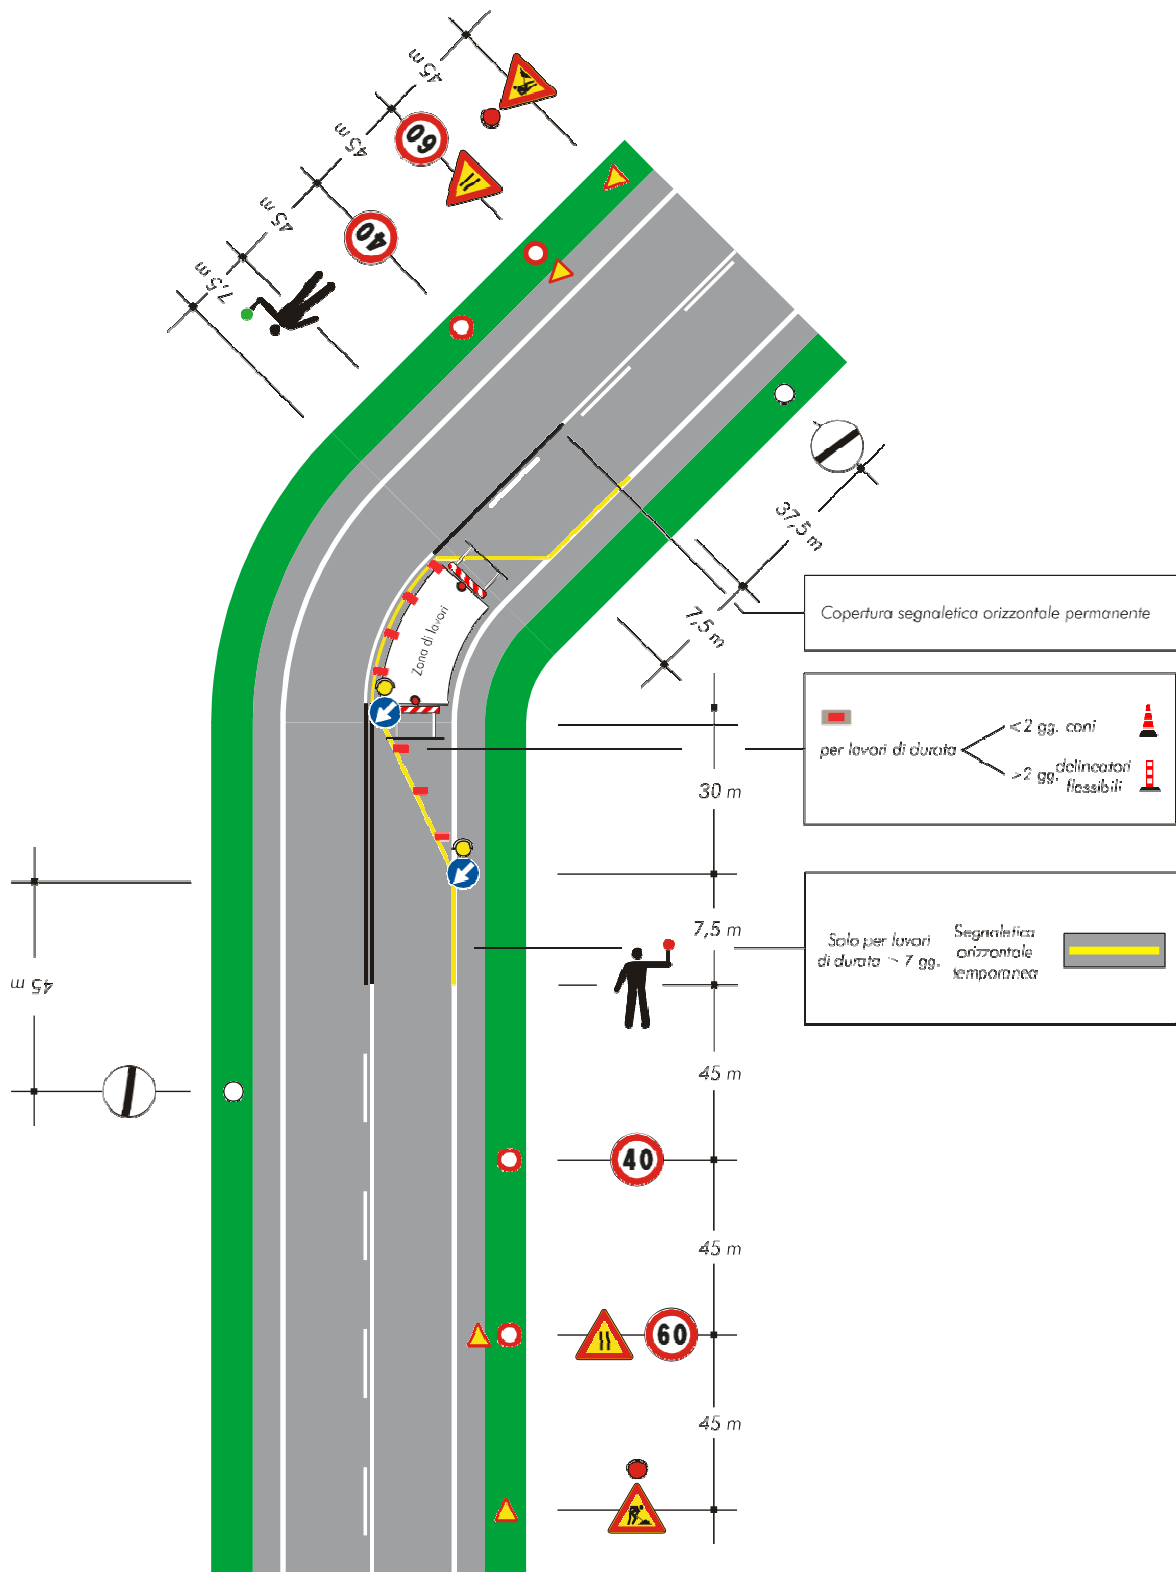 45 m
45 m
60
45 m
40
7,5 m
37,5 m
7,5 m
Copertura segnaletica orizzontale permanente
Zona di lavori
per lavori di durata
<2 gg. coni
>2 gg. delineatori
flessibili
30 m
7,5 m
Solo per lavori
di durata > 7 gg.
Segnaletica
orizzontale
temporanea
45 m
45 m
40
45 m
60
45 m